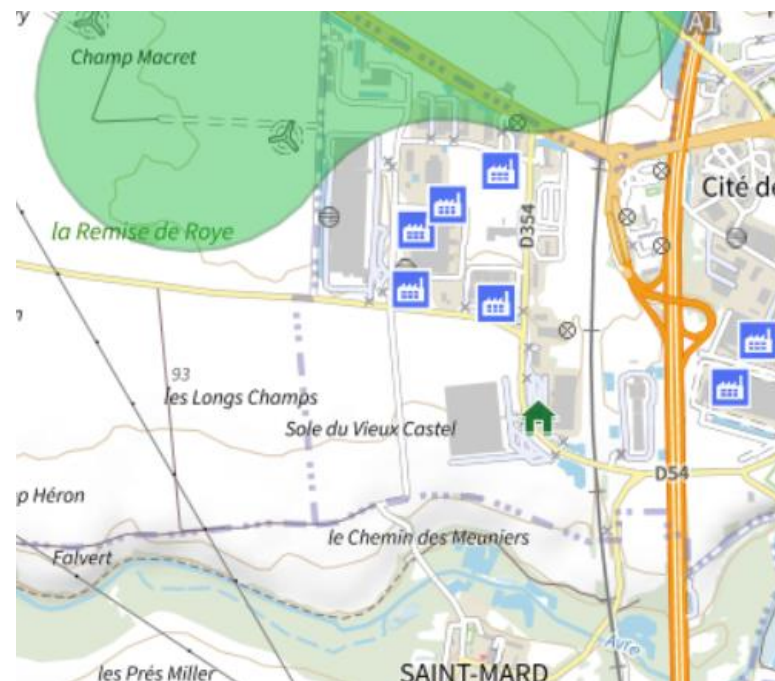 A1
Champ Macret
Cité de
la Remise de Roye
D354
93
les Longs Champs
Sole du Vieux Castel
D54
p Héron
le Chemin des Meuniers
Falvert
Avre
les Prés Miller
SAINT-MARD